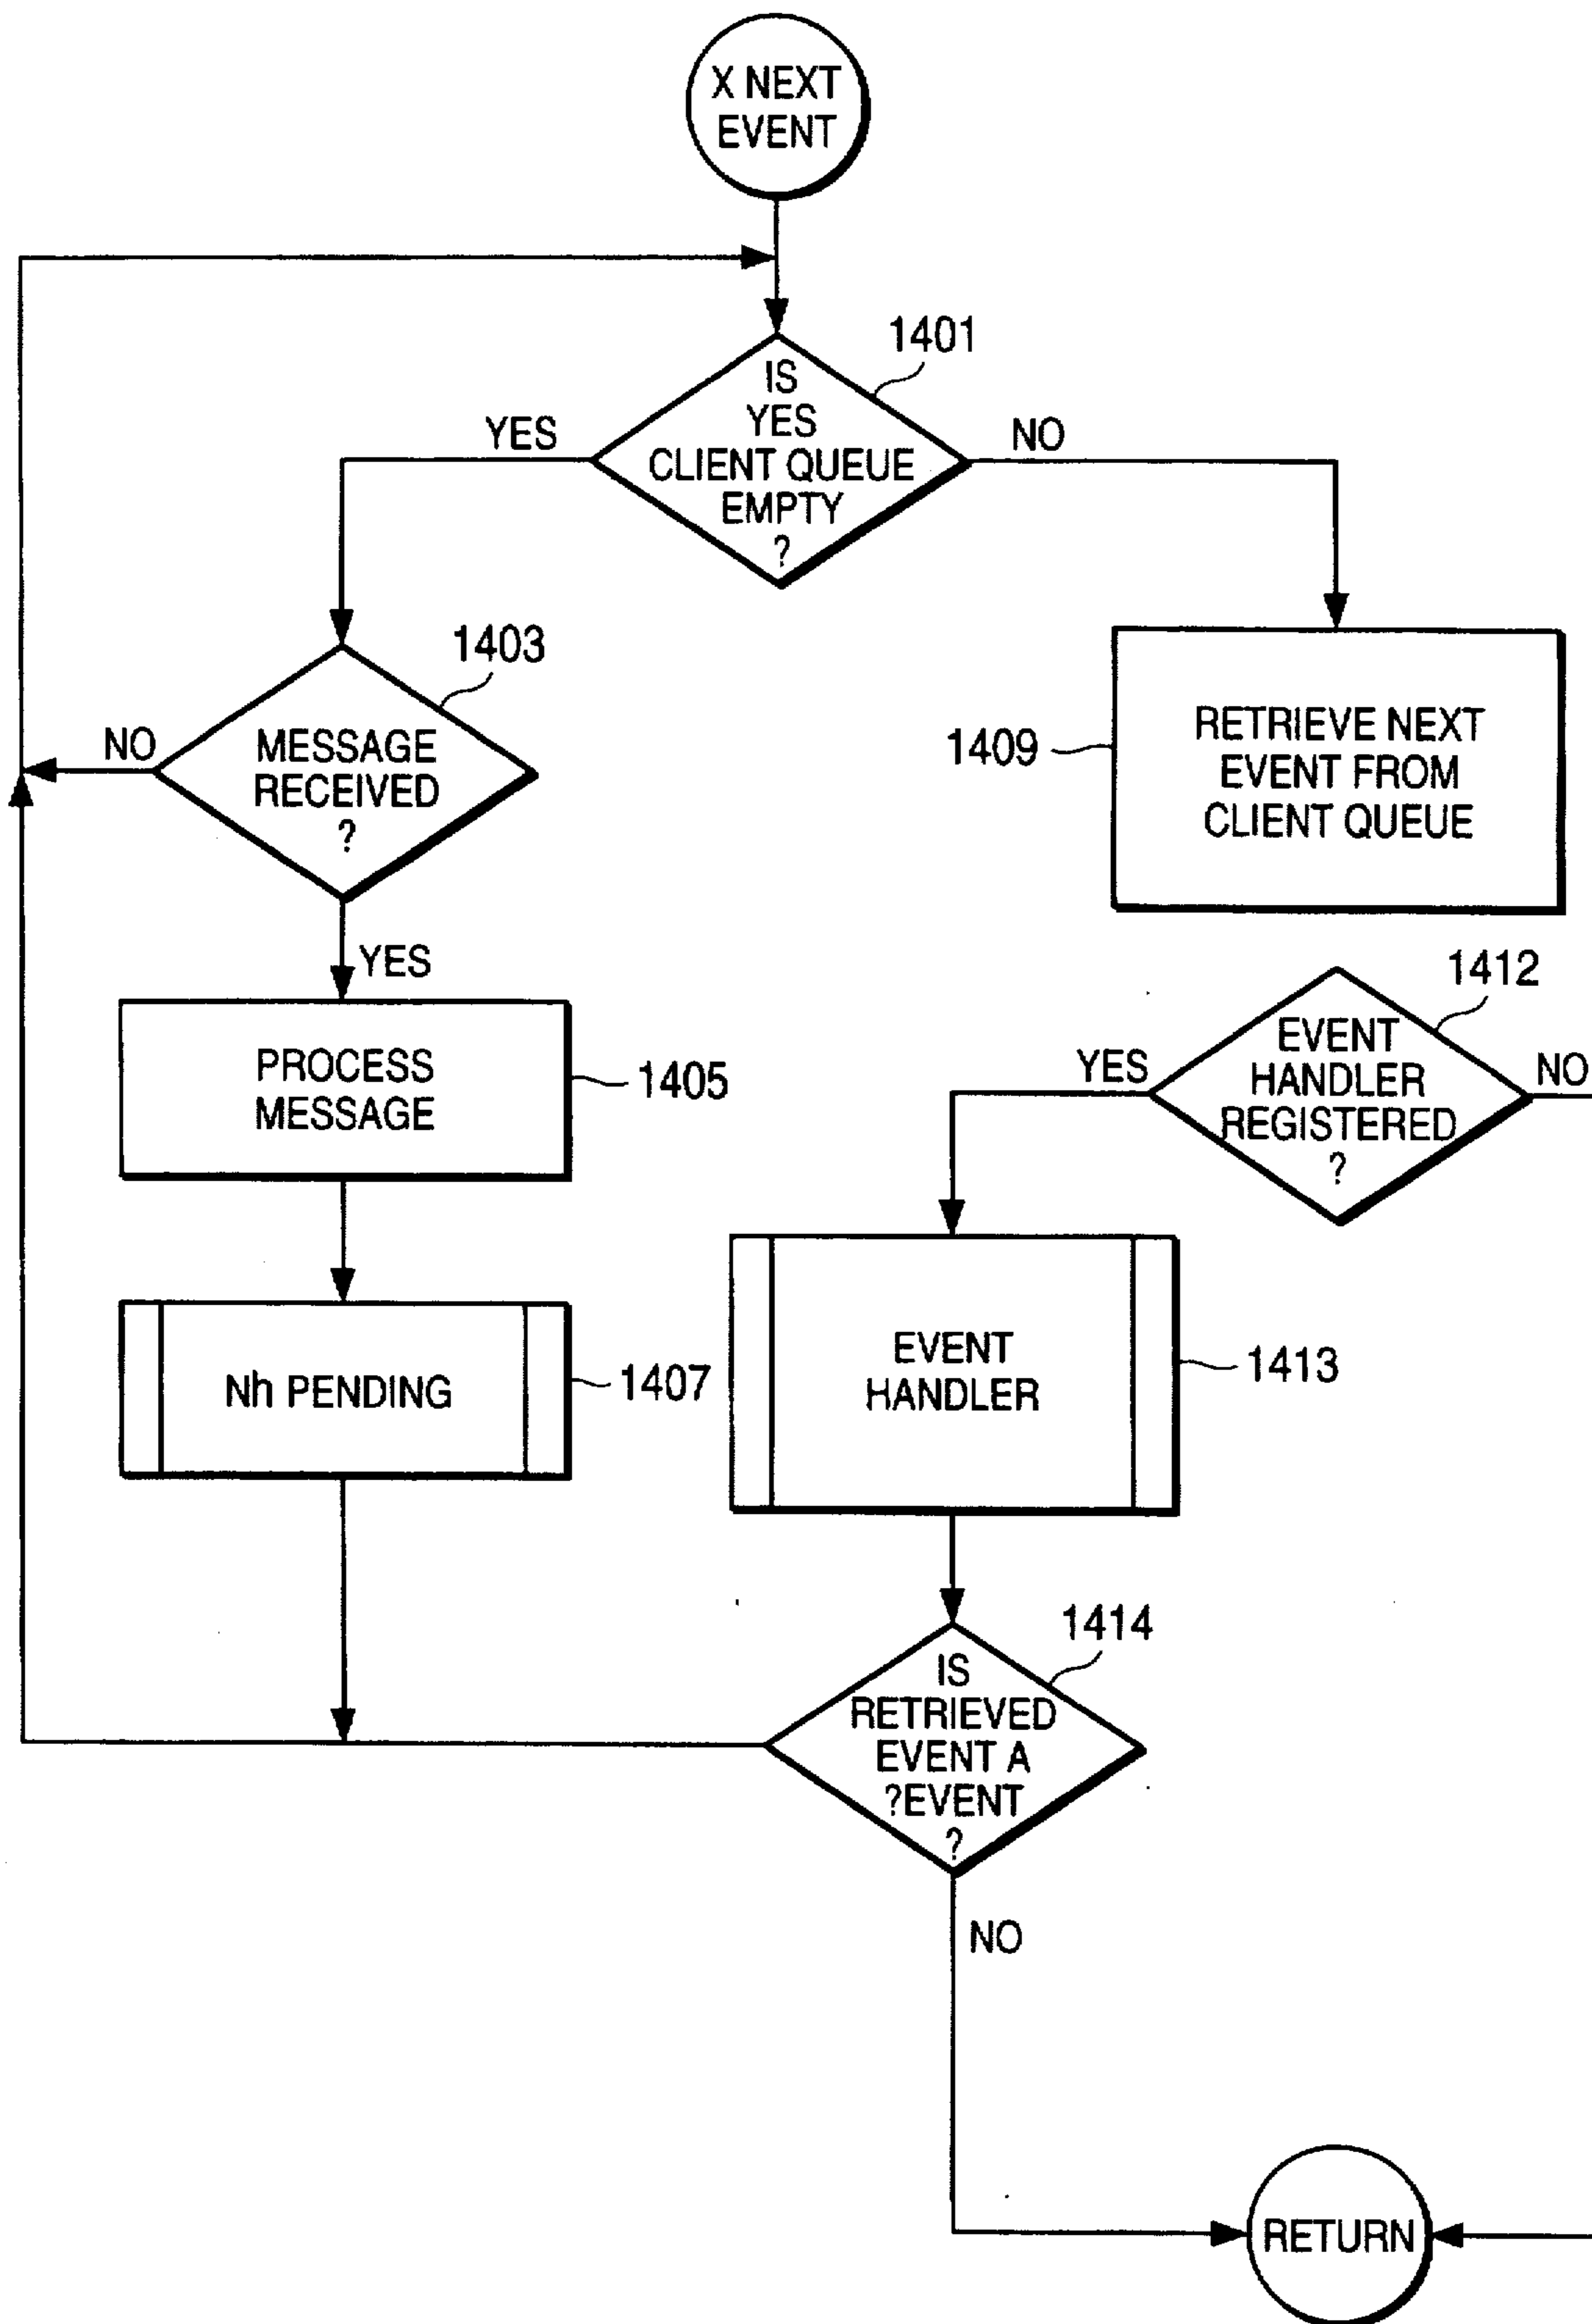 X NEXT
EVENT
1401
IS
YES
CLIENT QUEUE
EMPTY
?
YES
NO
1403
MESSAGE
RECEIVED
?
NO
YES
1409
RETRIEVE NEXT
EVENT FROM
CLIENT QUEUE
1412
EVENT
HANDLER
REGISTERED
?
YES
NO
PROCESS
MESSAGE
1405
Nh PENDING
1407
EVENT
HANDLER
1413
1414
IS
RETRIEVED
EVENT A
?EVENT
?
NO
RETURN